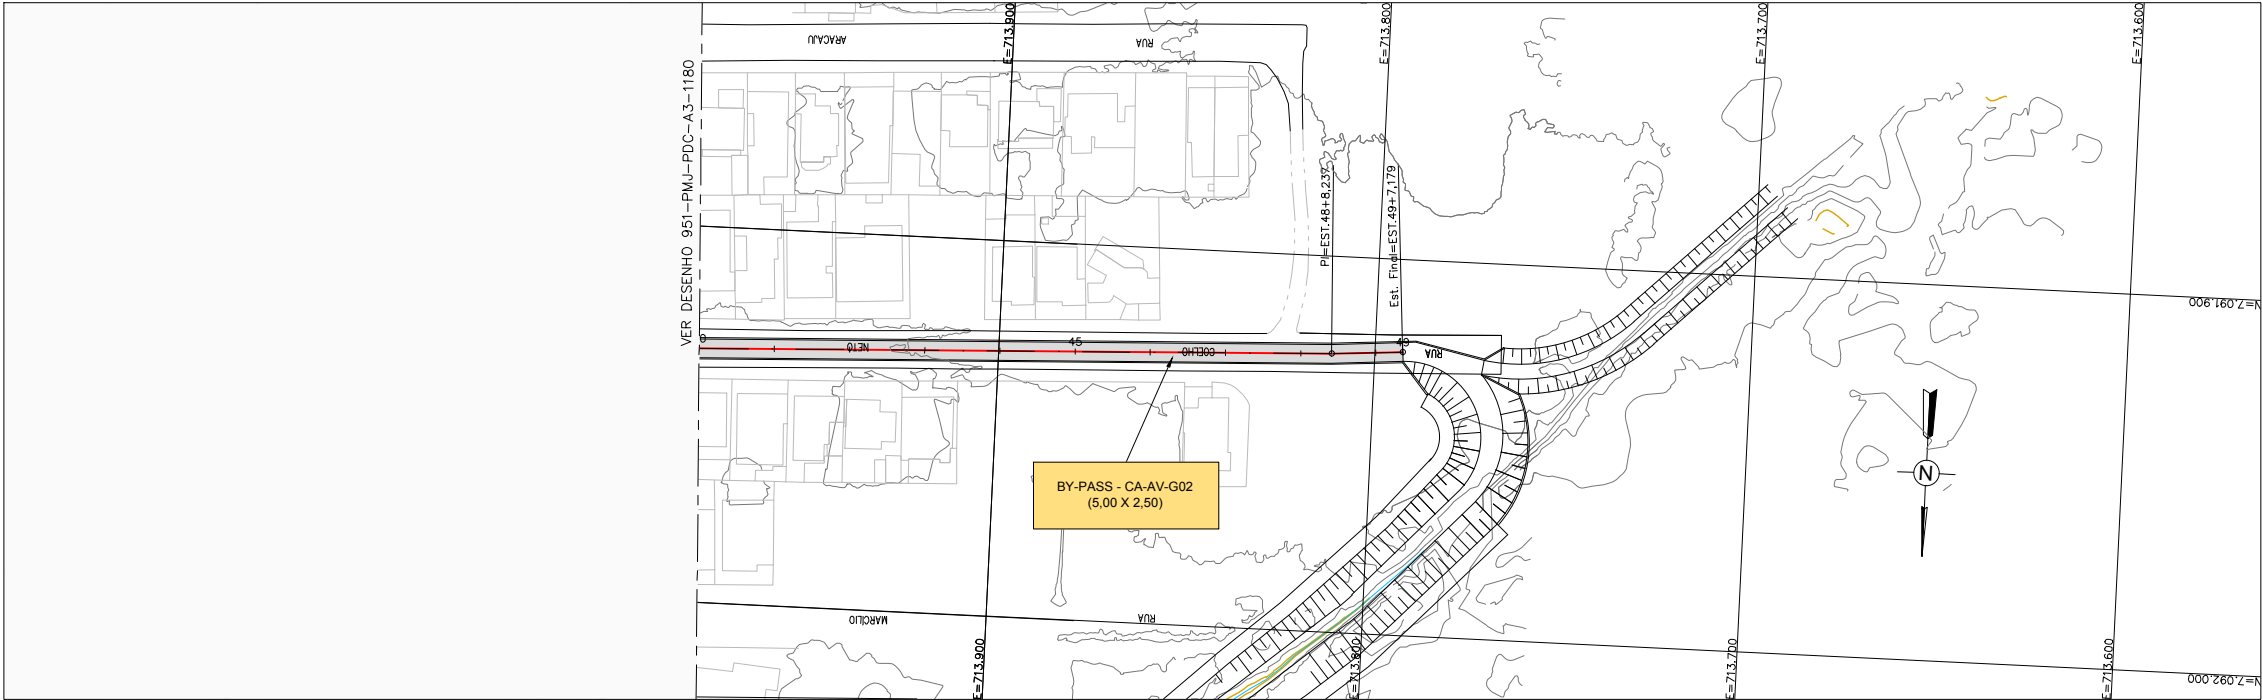 E=713.900
E=713.800
E=713.700
E=713.600
ARACAJU
RUA
VER DESENHO 951-PMJ-PDC-A3-1180
PI=EST.48+8,237
Est. Final=EST.49+7,179
N=7.091.900
NETO
45
COELHO
49
RUA
BY-PASS - CA-AV-G02
(5,00 X 2,50)
N
MARCÍLIO
RUA
E=713.900
E=713.800
E=713.700
E=713.600
N=7.092.000